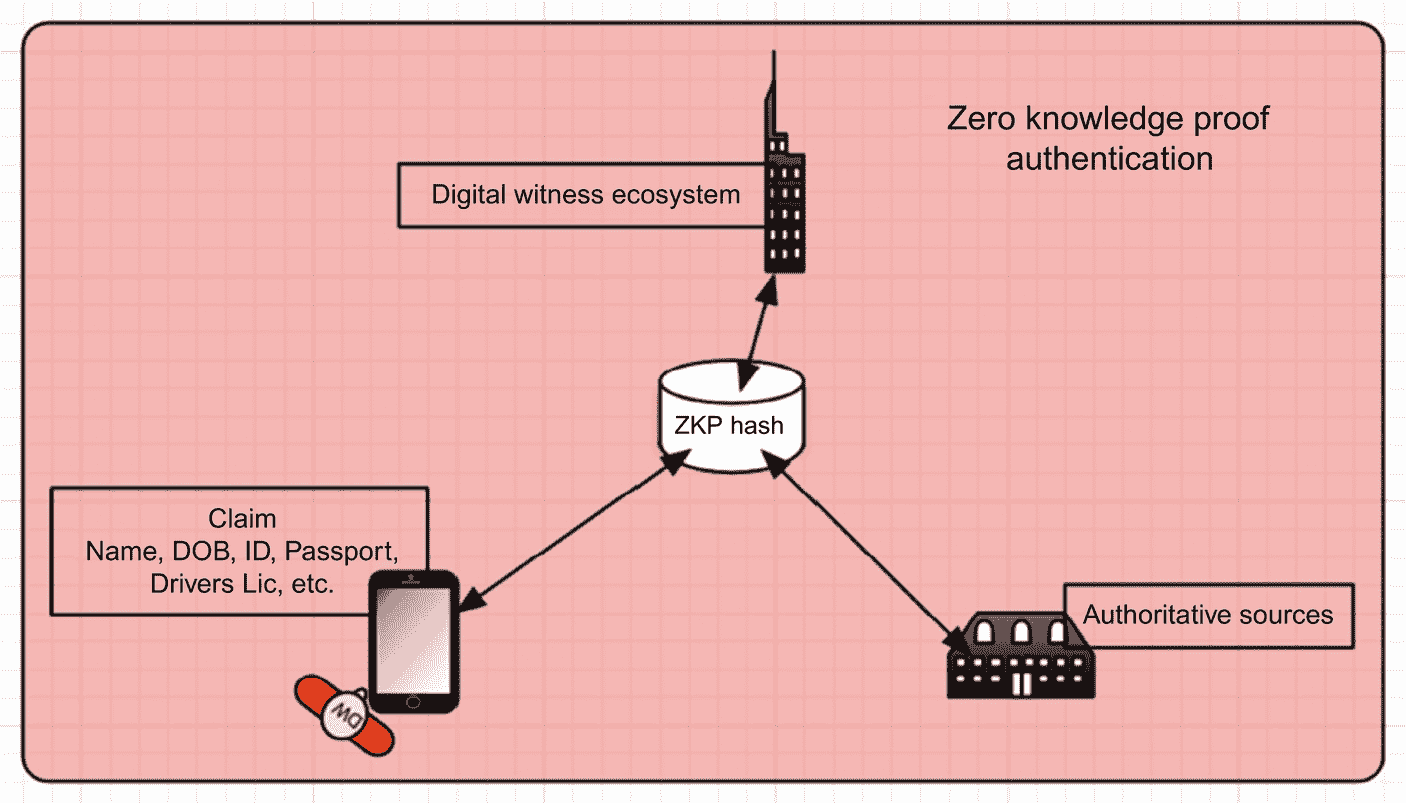 Zero knowledge proof
authentication
Digital witness ecosystem
ZKP hash
Claim
Name, DOB, ID, Passport,
Drivers Lic, etc.
Authoritative sources
DW